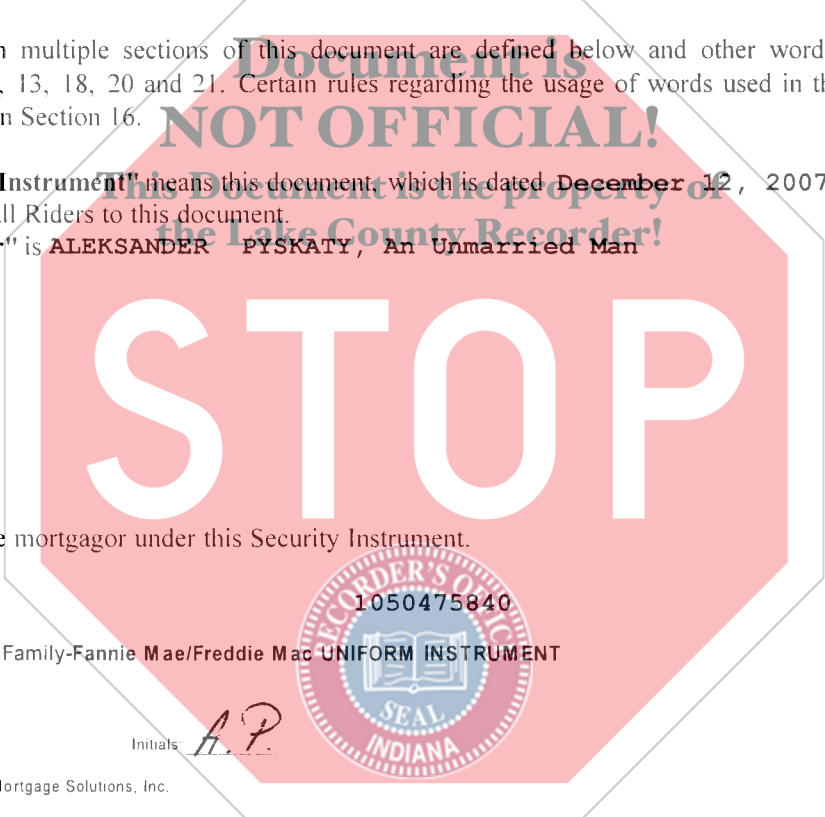 multiple sections of this document are defined below and other word
, 13, 18, 20 and 21. Certain rules regarding the usage of words used in th
n Section 16.
Document is
NOT OFFICIAL!
This Document is the property of
the Lake County Recorder!
Instrument" means this document, which is dated December 12, 2007
ll Riders to this document.
" is ALEKSANDER PYSKATY, An Unmarried Man
STOP
e mortgagor under this Security Instrument.
RECORDER'S OFFICE
1050475840
Family-Fannie Mae/Freddie Mac UNIFORM INSTRUMENT
SEAL
INDIANA
Initials: A.P.
ortgage Solutions, Inc.